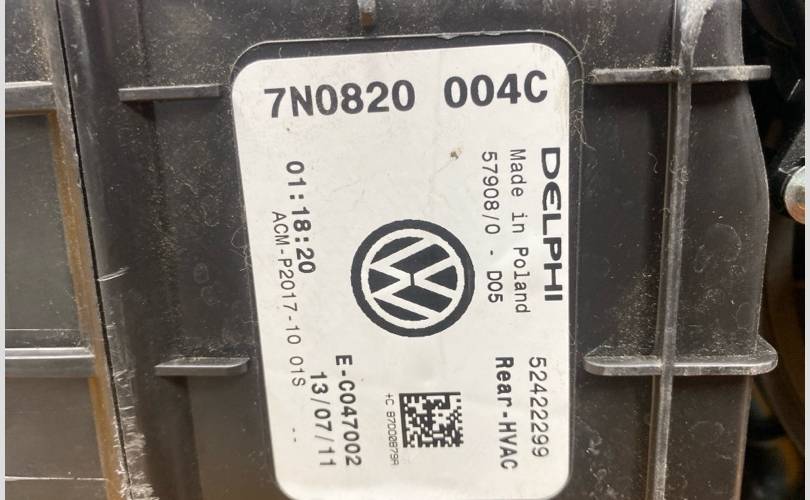 7N0820 004C
DELPHI
Made in Poland
57908/0 - D05
52422299
Rear-HVAC
01:18:20
ACM-P2017-10 01S --
E-C047002
13/07/11